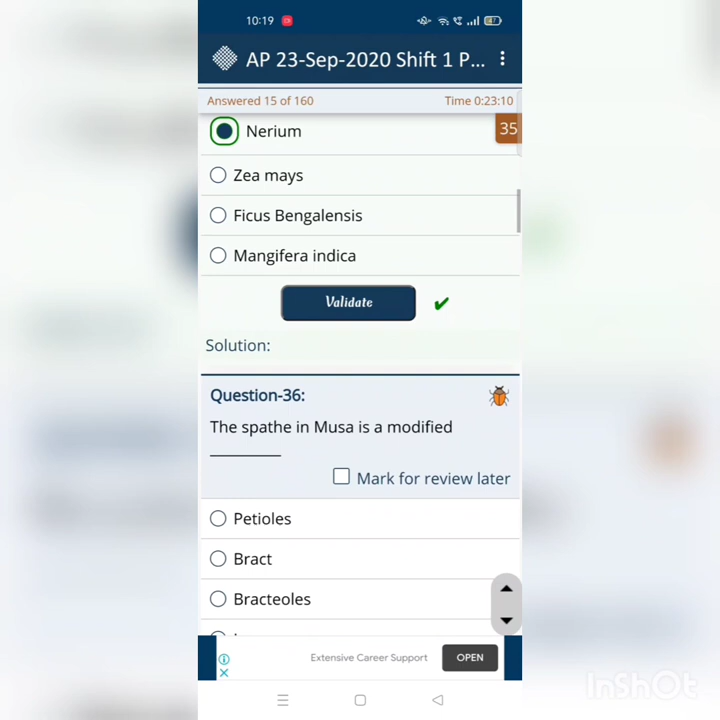 10:19
AP 23-Sep-2020 Shift 1 P...
Answered 15 of 160 Time 0:23:10
Nerium 35
Zea mays
Ficus Bengalensis
Mangifera indica
Validate
Solution:
Question-36:
The spathe in Musa is a modified
________
Mark for review later
Petioles
Bract
Bracteoles
Extensive Career Support OPEN
InShOt